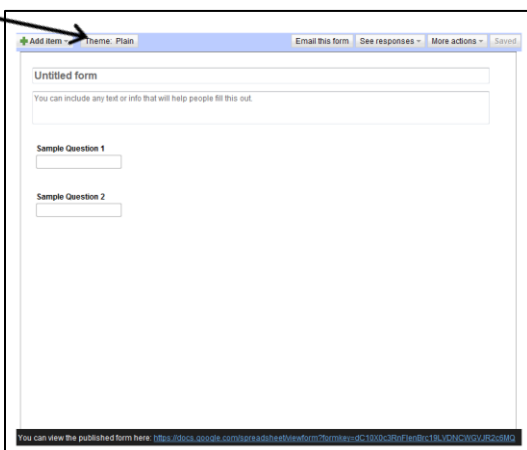 Add item Theme: Plain Email this form See responses More actions Saved
Untitled form
You can include any text or info that will help people fill this out.
Sample Question 1
Sample Question 2
You can view the published form here: